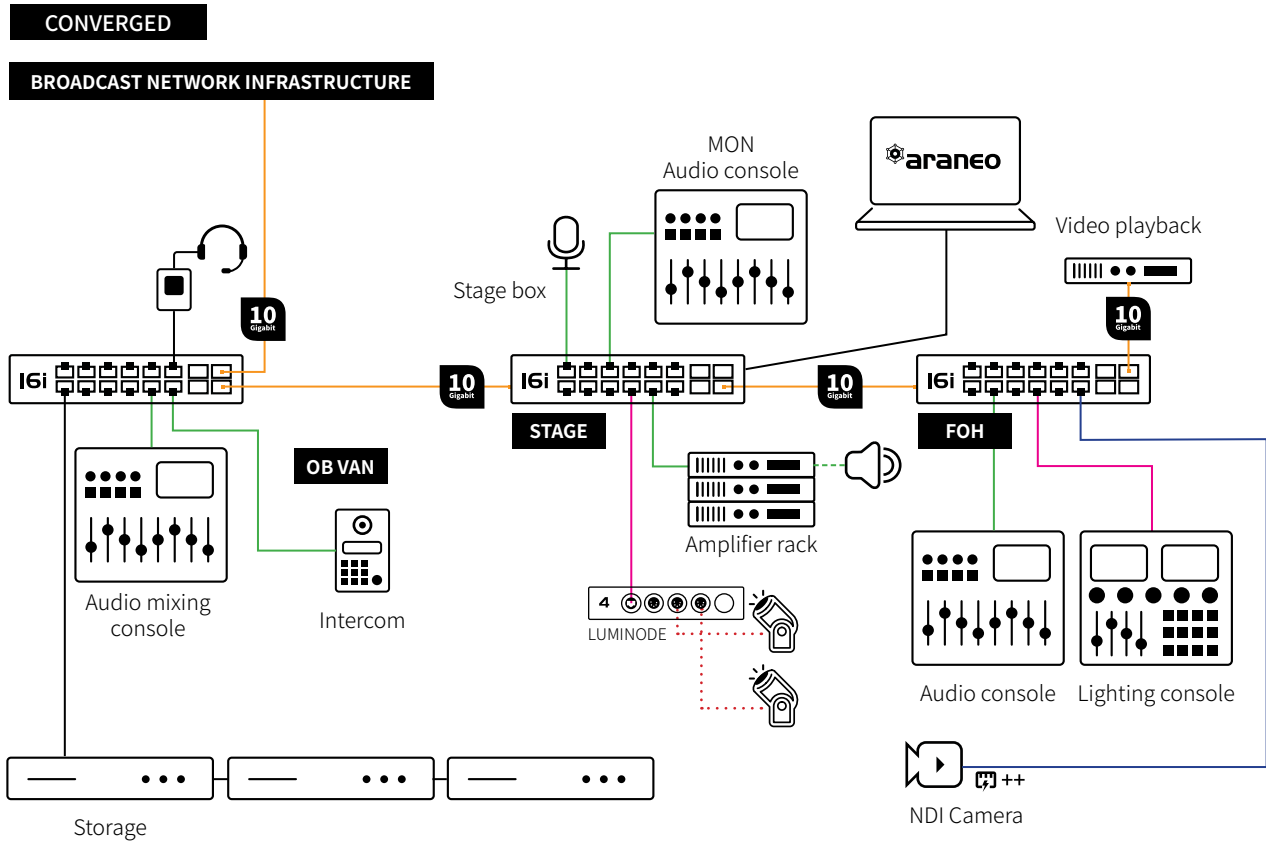 CONVERGED
BROADCAST NETWORK INFRASTRUCTURE
MON
Audio console
araneo
Video playback
Stage box
10
Gigabit
10
Gigabit
16i
10
Gigabit
16i
10
Gigabit
16i
STAGE
FOH
OB VAN
Amplifier rack
Audio mixing
console
Intercom
4
LUMINODE
Audio console
Lighting console
++
NDI Camera
Storage